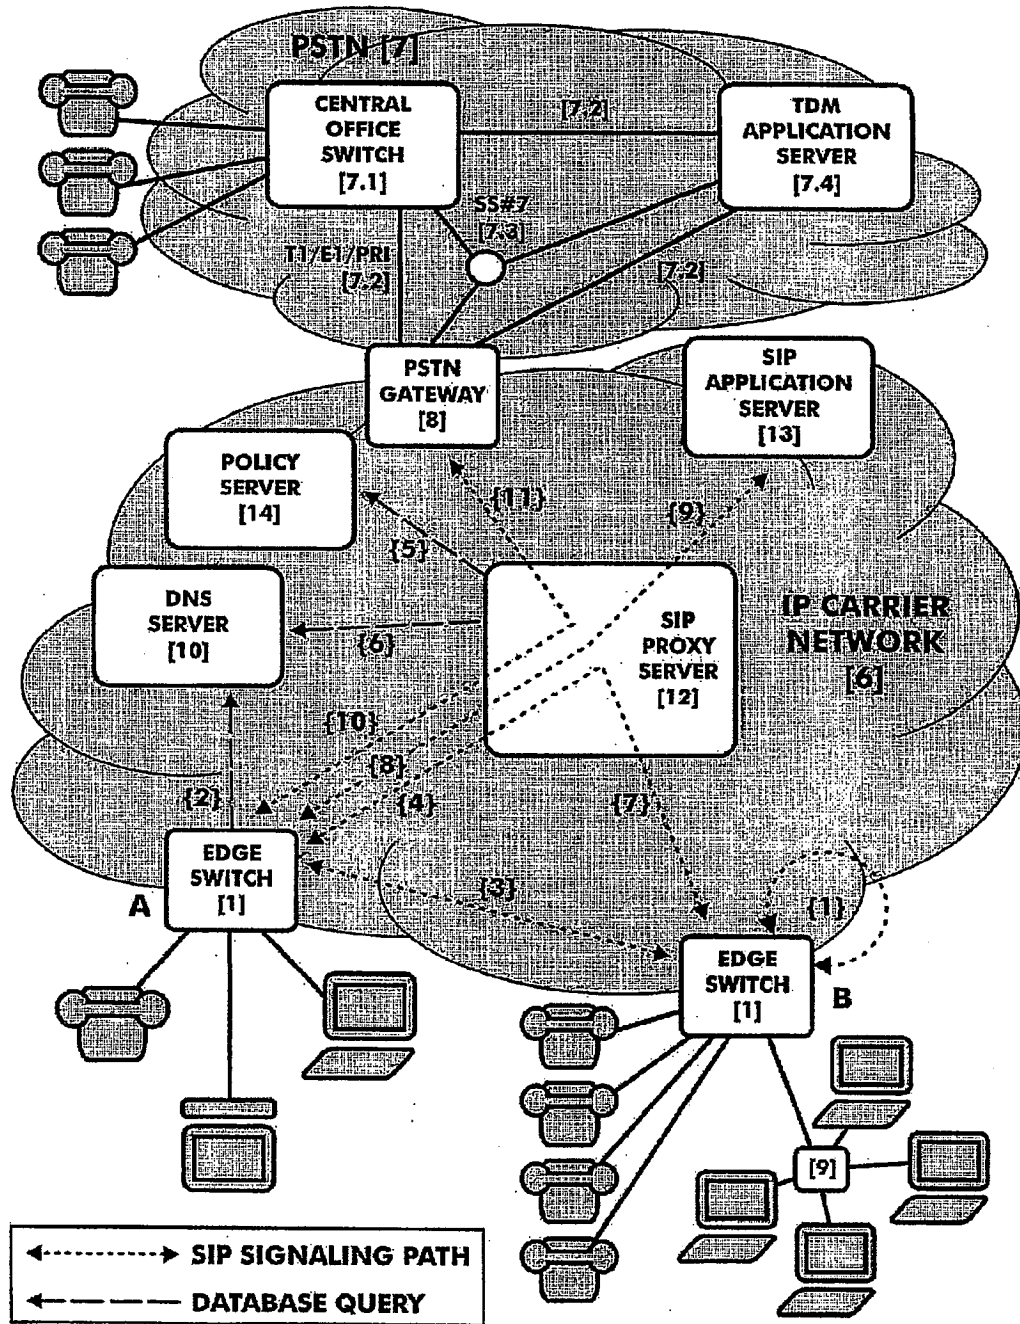 PSTN [7]
CENTRAL
OFFICE
SWITCH
[7.1]
[7.2]
TDM
APPLICATION
SERVER
[7.4]
SS#7
[7.3]
T1/E1/PRI
[7.2]
[7.2]
PSTN
GATEWAY
[8]
SIP
APPLICATION
SERVER
[13]
POLICY
SERVER
[14]
{11}
{9}
{5}
DNS
SERVER
[10]
{6}
SIP
PROXY
SERVER
[12]
IP CARRIER
NETWORK
[6]
{10}
{8}
{4}
{2}
{7}
EDGE
SWITCH
[1]
A
{3}
{1}
EDGE
SWITCH
[1]
B
[9]
SIP SIGNALING PATH
DATABASE QUERY